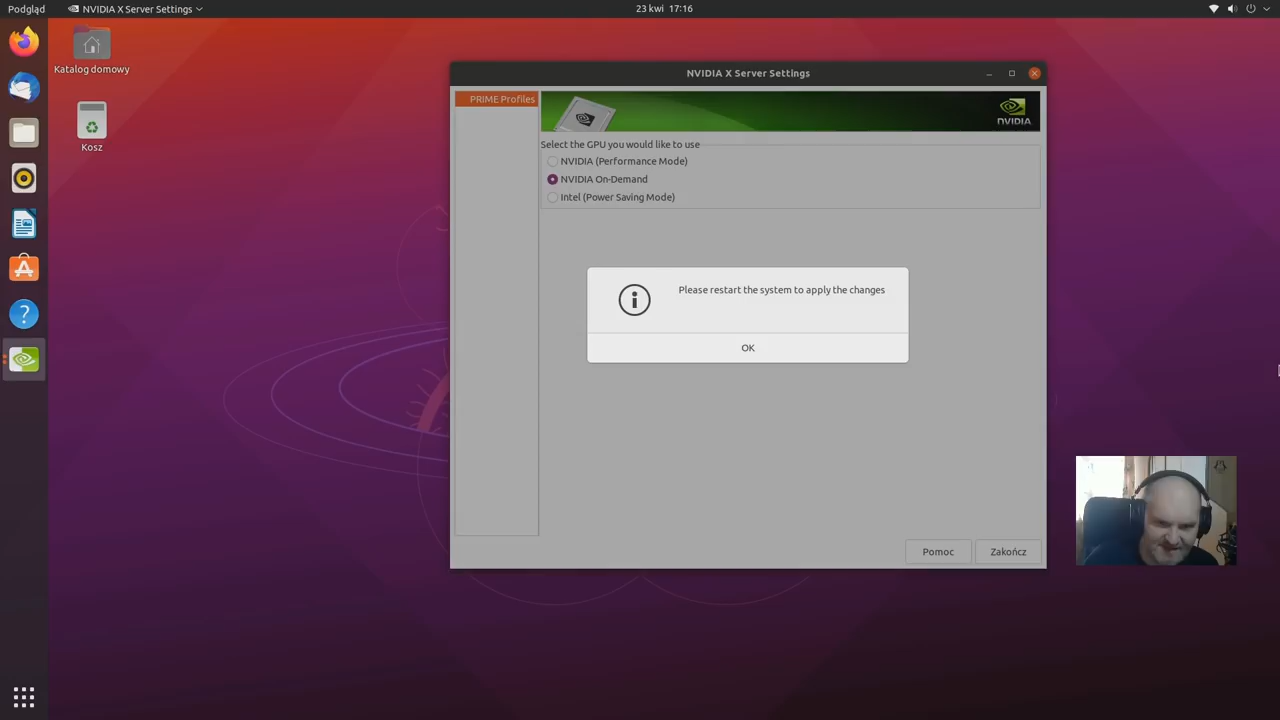 Podgląd
NVIDIA X Server Settings
23 kwi 17:16
Katalog domowy
Kosz
NVIDIA X Server Settings
PRIME Profiles
NVIDIA
Select the GPU you would like to use
NVIDIA (Performance Mode)
NVIDIA On-Demand
Intel (Power Saving Mode)
Please restart the system to apply the changes
OK
Pomoc
Zakończ